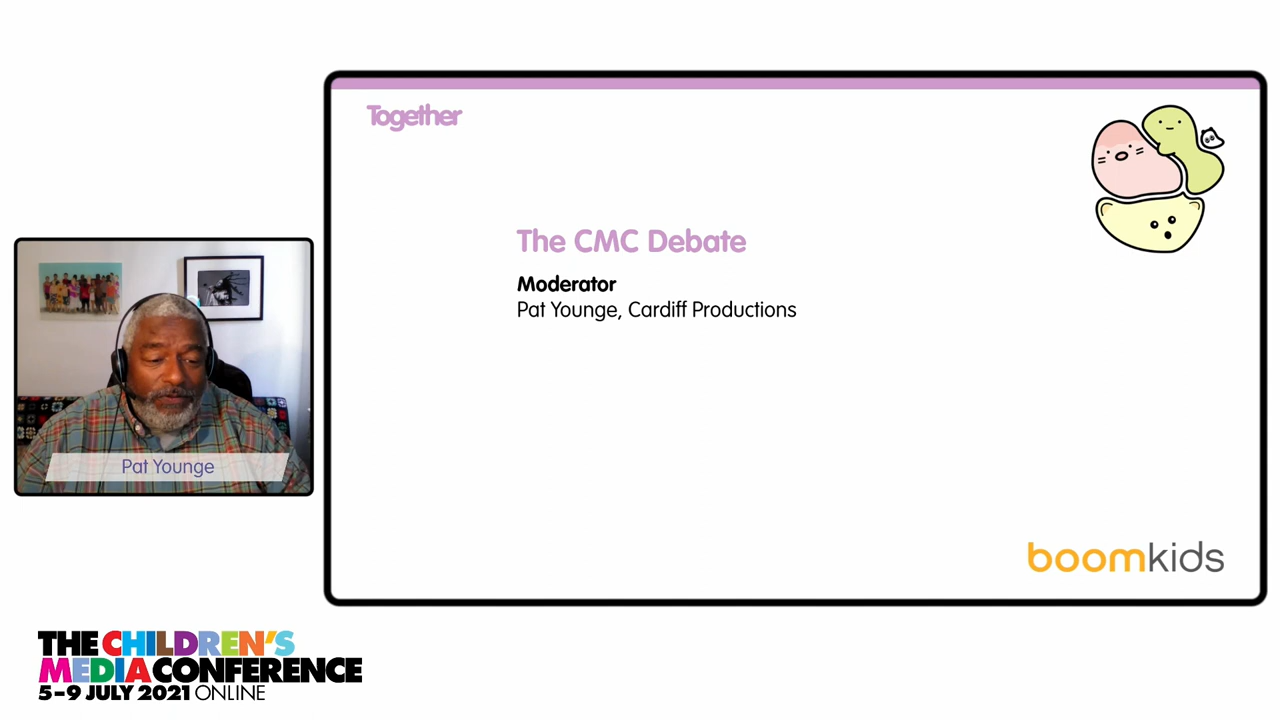 Together
The CMC Debate
Moderator
Pat Younge, Cardiff Productions
Pat Younge
boomkids
THE CHILDREN'S
MEDIA CONFERENCE
5-9 JULY 2021 ONLINE